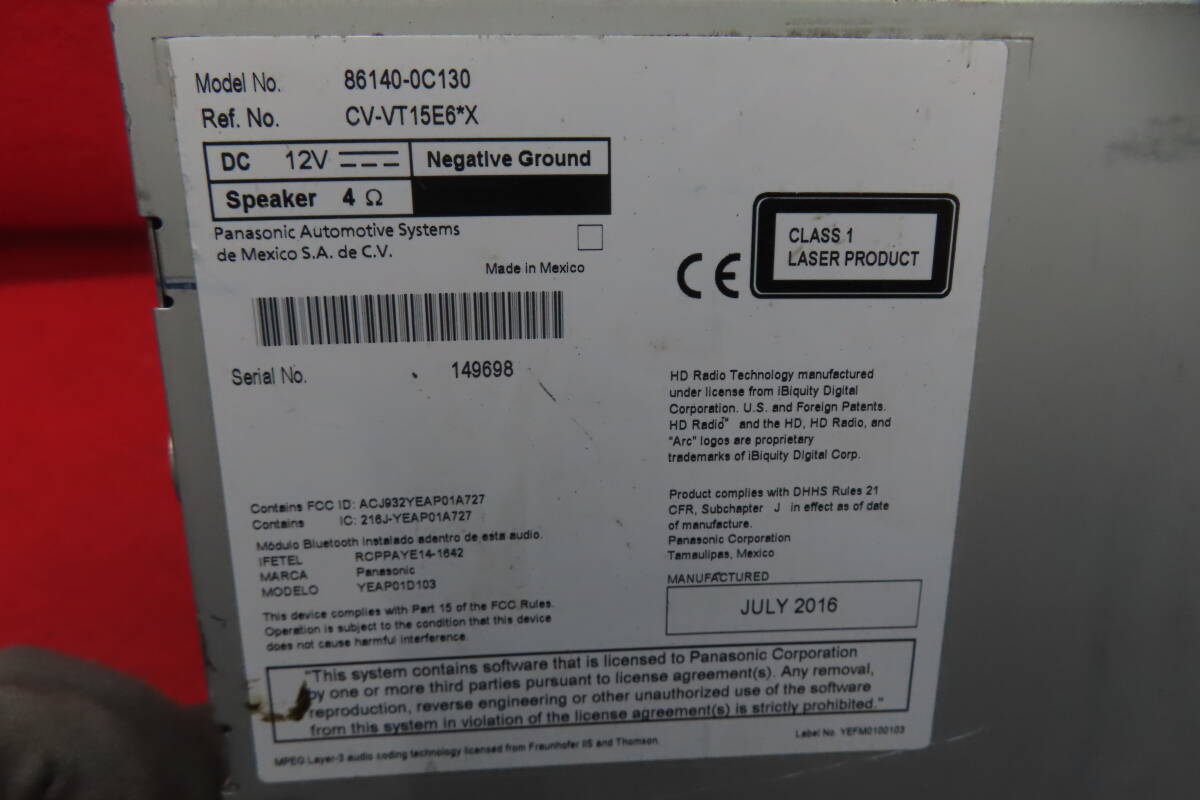 Model No. 86140-0C130
Ref. No. CV-VT15E6*X
DC 12V Negative Ground
Speaker 4 Ω
Panasonic Automotive Systems
de Mexico S.A. de C.V.
Made in Mexico
CE
CLASS 1
LASER PRODUCT
Serial No. 149698
HD Radio Technology manufactured
under license from iBiquity Digital
Corporation. U.S. and Foreign Patents.
HD Radio™ and the HD, HD Radio, and
"Arc" logos are proprietary
trademarks of iBiquity Digital Corp.
Contains FCC ID: ACJ932YEAP01A727
Contains IC: 216J-YEAP01A727
Módulo Bluetooth instalado adentro de esta audio.
IFETEL RCPPAYE14-1642
MARCA Panasonic
MODELO YEAP01D103
This device complies with Part 15 of the FCC Rules.
Operation is subject to the condition that this device
does not cause harmful interference.
Product complies with DHHS Rules 21
CFR, Subchapter J in effect as of date
of manufacture.
Panasonic Corporation
Tamaulipas, Mexico
MANUFACTURED
JULY 2016
"This system contains software that is licensed to Panasonic Corporation
by one or more third parties pursuant to license agreement(s). Any removal,
reproduction, reverse engineering or other unauthorized use of the software
from this system in violation of the license agreement(s) is strictly prohibited."
MPEG Layer-3 audio coding technology licensed from Fraunhofer IIS and Thomson.
Label No. YEFM0100103